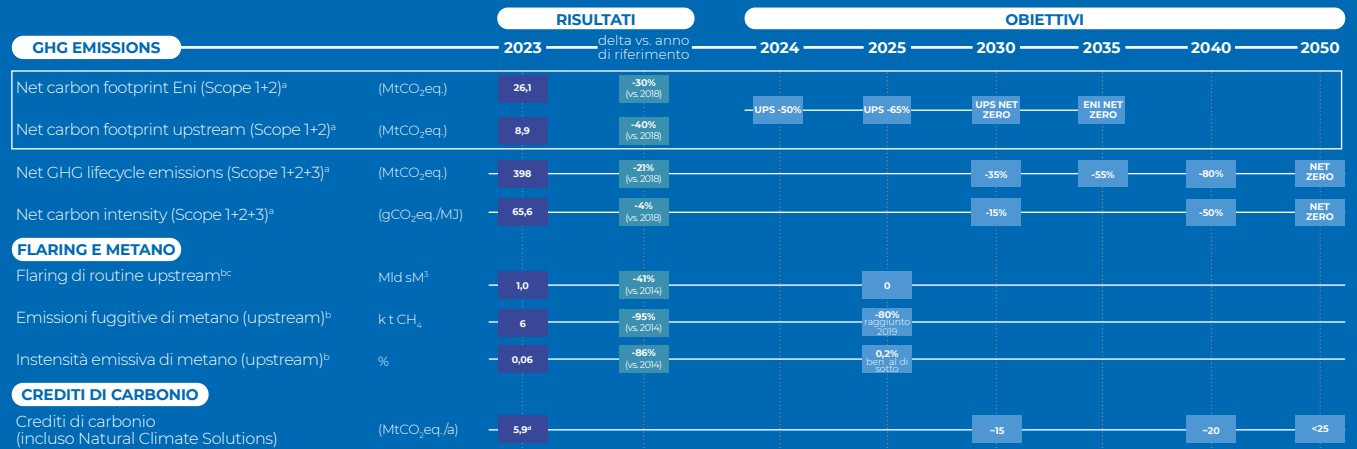 RISULTATI
OBIETTIVI
GHG EMISSIONS
2023
delta vs. anno
di riferimento
2024
2025
2030
2035
2040
2050
Net carbon footprint Eni (Scope 1+2)ᵃ
(MtCO₂eq.)
26,1
-30%
(vs. 2018)
UPS -50%
UPS -65%
UPS NET
ZERO
ENI NET
ZERO
Net carbon footprint upstream (Scope 1+2)ᵃ
(MtCO₂eq.)
8,9
-40%
(vs. 2018)
Net GHG lifecycle emissions (Scope 1+2+3)ᵃ
(MtCO₂eq.)
398
-21%
(vs. 2018)
-35%
-55%
-80%
NET
ZERO
Net carbon intensity (Scope 1+2+3)ᵃ
(gCO₂eq./MJ)
65,6
-4%
(vs. 2018)
-15%
-50%
NET
ZERO
FLARING E METANO
Flaring di routine upstreamᵇᶜ
Mld sM³
1,0
-41%
(vs. 2014)
0
Emissioni fuggitive di metano (upstream)ᵇ
k t CH₄
6
-95%
(vs. 2014)
-80%
raggiunto
2019
Instensità emissiva di metano (upstream)ᵇ
%
0,06
-86%
(vs. 2014)
0,2%
ben al di
sotto
CREDITI DI CARBONIO
Crediti di carbonio
(incluso Natural Climate Solutions)
(MtCO₂eq./a)
5,9ᵈ
~15
~20
<25